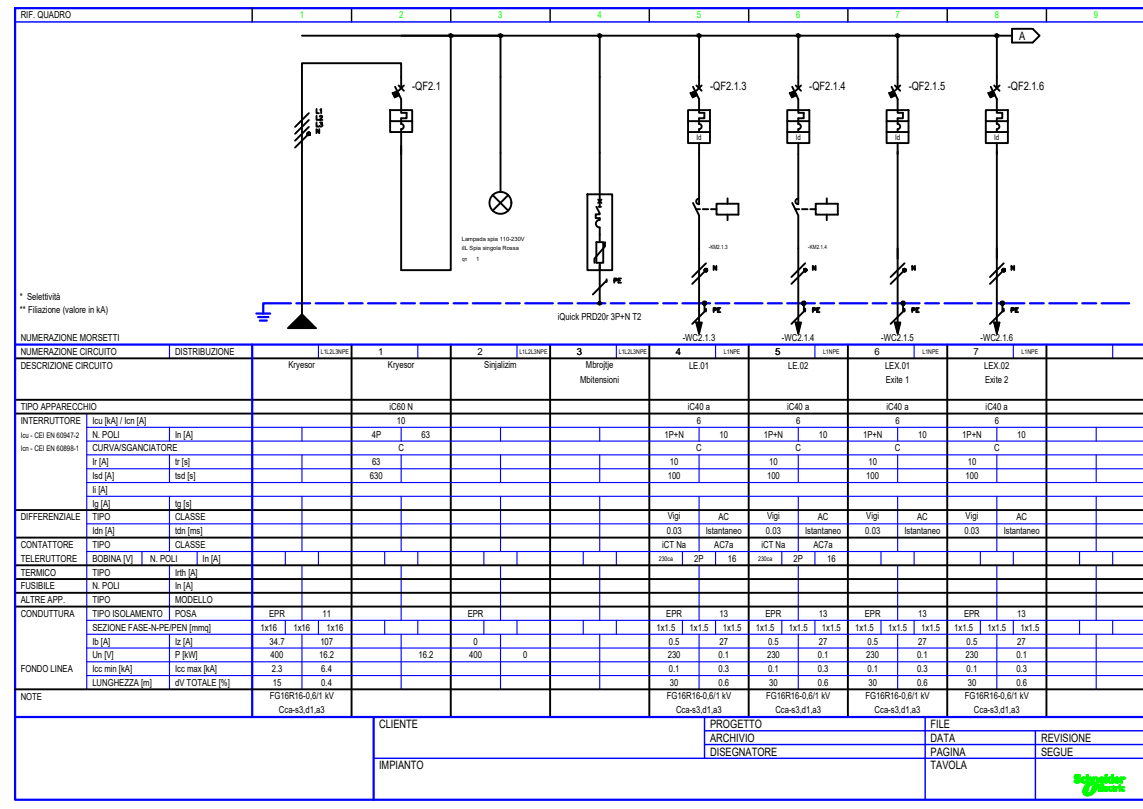 RIF. QUADRO 1 2 3 4 5 6 7 8 9
A
-QF2.1 -QF2.1.3 -QF2.1.4 -QF2.1.5 -QF2.1.6
Id Id Id Id
Lampada spia 110-230V
iIL Spia singola Rossa
1
-KM2.1.3 -KM2.1.4
N N N N
PE
* Selettività
** Filiazione (valore in kA)
PE PE PE PE
iQuick PRD20r 3P+N T2
NUMERAZIONE MORSETTI -WC2.1.3 -WC2.1.4 -WC2.1.5 -WC2.1.6
NUMERAZIONE CIRCUITO DISTRIBUZIONE L1L2L3NPE 1 2 L1L2L3NPE 3 L1L2L3NPE 4 L1NPE 5 L1NPE 6 L1NPE 7 L1NPE
DESCRIZIONE CIRCUITO Kryesor Kryesor Sinjalizim Mbrojtje LE.01 LE.02 LEX.01 LEX.02
Mbitensioni Exite 1 Exite 2
TIPO APPARECCHIO iC60 N iC40 a iC40 a iC40 a iC40 a
INTERRUTTORE Icu [kA] / Icn [A] 10 6 6 6 6
Icu - CEI EN 60947-2 N. POLI In [A] 4P 63 1P+N 10 1P+N 10 1P+N 10 1P+N 10
Icn - CEI EN 60898-1 CURVA/SGANCIATORE C C C C C
Ir [A] tr [s] 63 10 10 10 10
Isd [A] tsd [s] 630 100 100 100 100
Ii [A]
Ig [A] tg [s]
DIFFERENZIALE TIPO CLASSE Vigi AC Vigi AC Vigi AC Vigi AC
Idn [A] tdn [ms] 0.03 Istantaneo 0.03 Istantaneo 0.03 Istantaneo 0.03 Istantaneo
CONTATTORE TIPO CLASSE iCT Na AC7a iCT Na AC7a
TELERUTTORE BOBINA [V] N. POLI In [A] 230ca 2P 16 230ca 2P 16
TERMICO TIPO Irth [A]
FUSIBILE N. POLI In [A]
ALTRE APP. TIPO MODELLO
CONDUTTURA TIPO ISOLAMENTO POSA EPR 11 EPR EPR 13 EPR 13 EPR 13 EPR 13
SEZIONE FASE-N-PE/PEN [mmq] 1x16 1x16 1x16 1x1.5 1x1.5 1x1.5 1x1.5 1x1.5 1x1.5 1x1.5 1x1.5 1x1.5 1x1.5 1x1.5 1x1.5
Ib [A] Iz [A] 34.7 107 0 0.5 27 0.5 27 0.5 27 0.5 27
Un [V] P [kW] 400 16.2 16.2 400 0 230 0.1 230 0.1 230 0.1 230 0.1
FONDO LINEA Icc min [kA] Icc max [kA] 2.3 6.4 0.1 0.3 0.1 0.3 0.1 0.3 0.1 0.3
LUNGHEZZA [m] dV TOTALE [%] 15 0.4 30 0.6 30 0.6 30 0.6 30 0.6
NOTE FG16R16-0,6/1 kV FG16R16-0,6/1 kV FG16R16-0,6/1 kV FG16R16-0,6/1 kV FG16R16-0,6/1 kV
Cca-s3,d1,a3 Cca-s3,d1,a3 Cca-s3,d1,a3 Cca-s3,d1,a3 Cca-s3,d1,a3
CLIENTE PROGETTO FILE
ARCHIVIO DATA REVISIONE
DISEGNATORE PAGINA SEGUE
IMPIANTO TAVOLA
Schneider
Electric